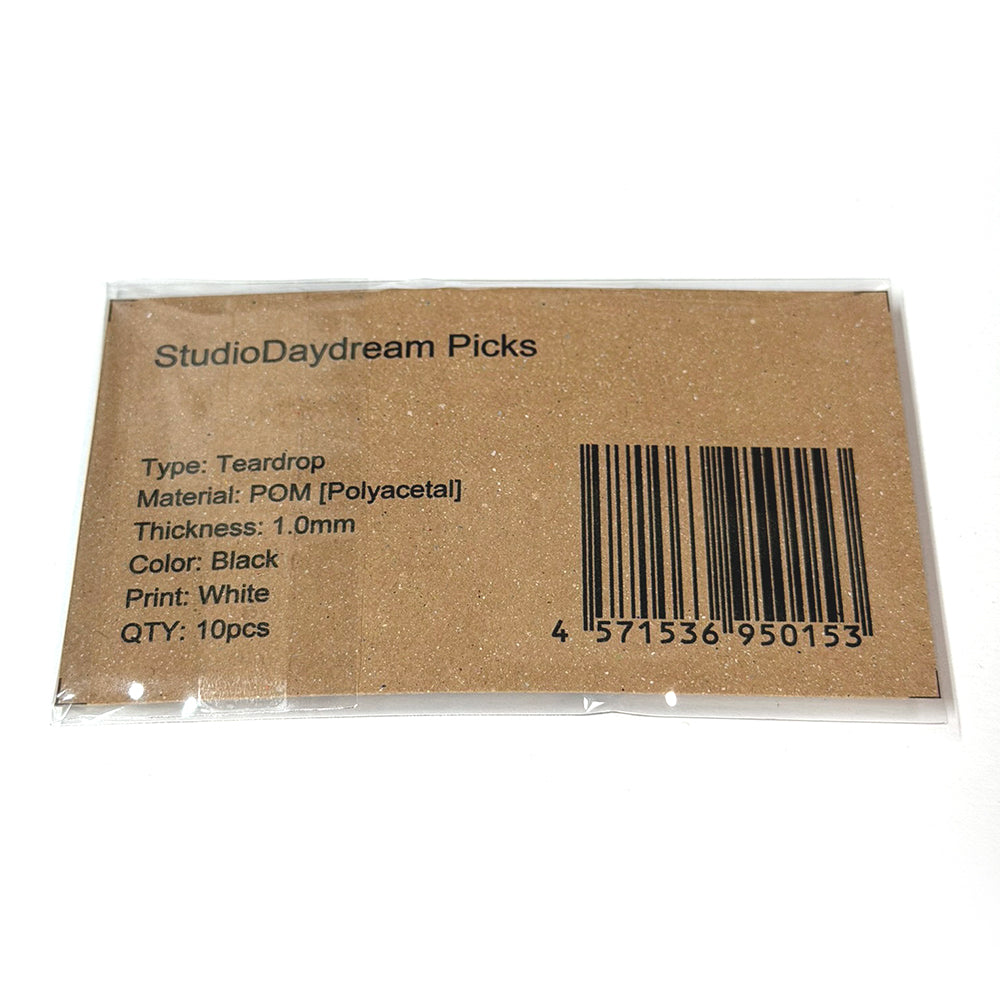 StudioDaydream Picks
Type: Teardrop
Material: POM [Polyacetal]
Thickness: 1.0mm
Color: Black
Print: White
QTY: 10pcs
4 571536 950153